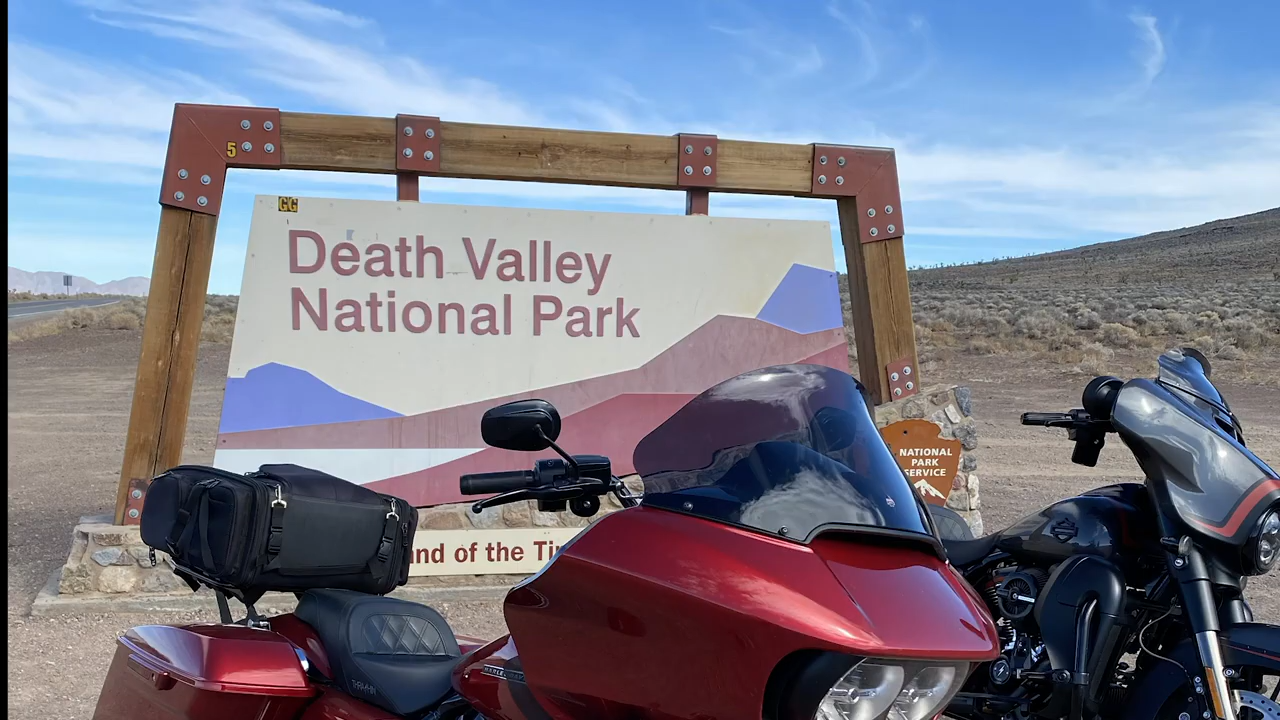 5
GG
Death Valley
National Park
NATIONAL
PARK
SERVICE
and of the Ti